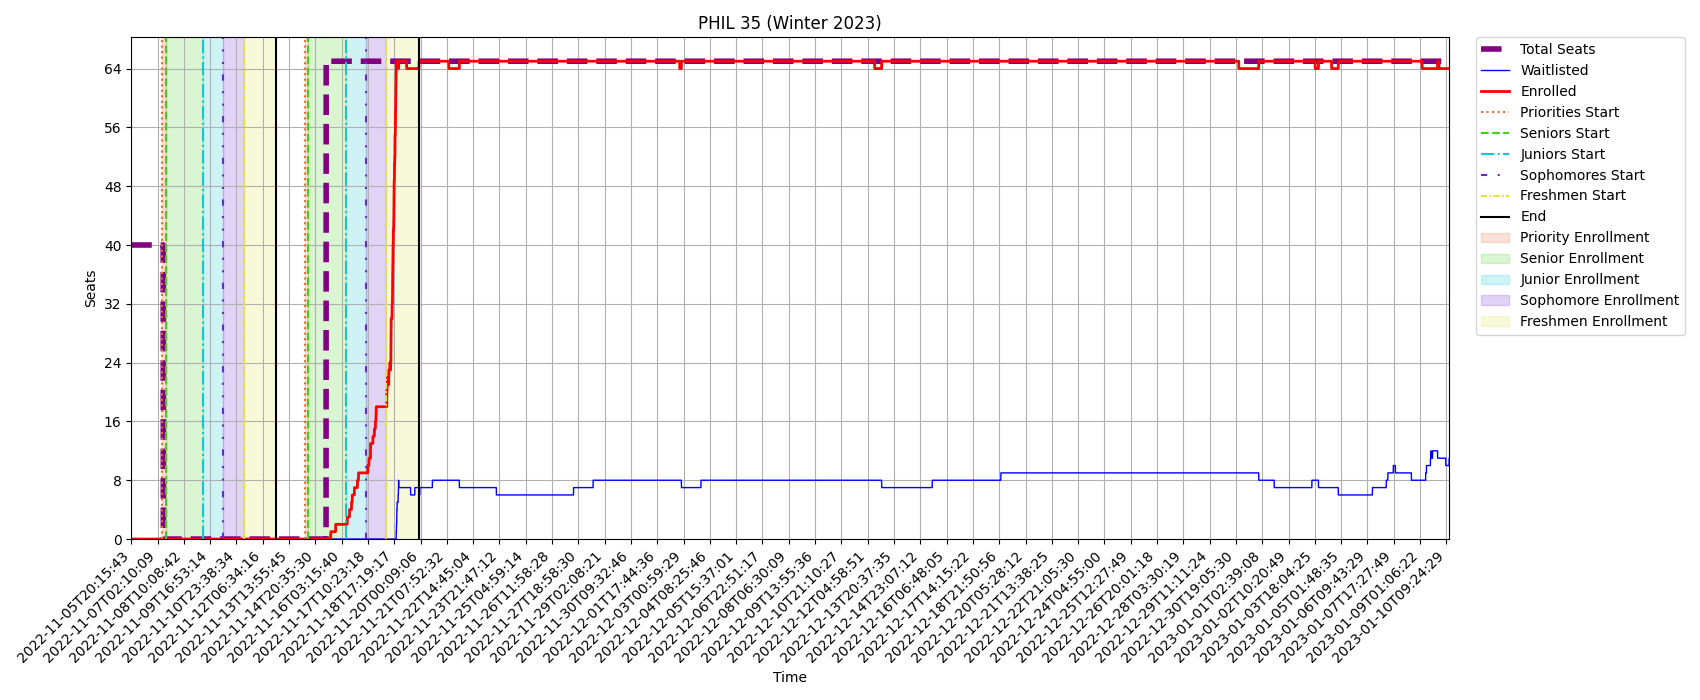 PHIL 35 (Winter 2023)
Seats
64
56
48
40
32
24
16
8
0
2022-11-05T20:15:43
2022-11-07T02:10:09
2022-11-08T10:08:42
2022-11-09T16:53:14
2022-11-10T23:38:34
2022-11-12T06:34:16
2022-11-13T13:55:45
2022-11-14T20:35:30
2022-11-16T03:15:40
2022-11-17T10:23:18
2022-11-18T17:19:17
2022-11-20T00:09:06
2022-11-21T07:52:32
2022-11-22T14:45:04
2022-11-23T21:47:12
2022-11-25T04:59:14
2022-11-26T11:58:28
2022-11-27T18:58:30
2022-11-29T02:08:21
2022-11-30T09:32:46
2022-12-01T17:44:36
2022-12-03T00:59:29
2022-12-04T08:25:46
2022-12-05T15:37:01
2022-12-06T22:51:17
2022-12-08T06:30:09
2022-12-09T13:55:36
2022-12-10T21:10:27
2022-12-12T04:58:51
2022-12-13T12:37:35
2022-12-14T23:07:12
2022-12-16T06:48:05
2022-12-17T14:15:22
2022-12-18T21:50:56
2022-12-20T05:28:12
2022-12-21T13:38:25
2022-12-22T21:05:30
2022-12-24T04:55:00
2022-12-25T12:27:49
2022-12-26T20:01:18
2022-12-28T03:30:19
2022-12-29T11:11:24
2022-12-30T19:05:30
2023-01-01T02:39:08
2023-01-02T10:20:49
2023-01-03T18:04:25
2023-01-05T01:48:35
2023-01-06T09:43:29
2023-01-07T17:27:49
2023-01-09T01:06:22
2023-01-10T09:24:29
Time
Total Seats
Waitlisted
Enrolled
Priorities Start
Seniors Start
Juniors Start
Sophomores Start
Freshmen Start
End
Priority Enrollment
Senior Enrollment
Junior Enrollment
Sophomore Enrollment
Freshmen Enrollment